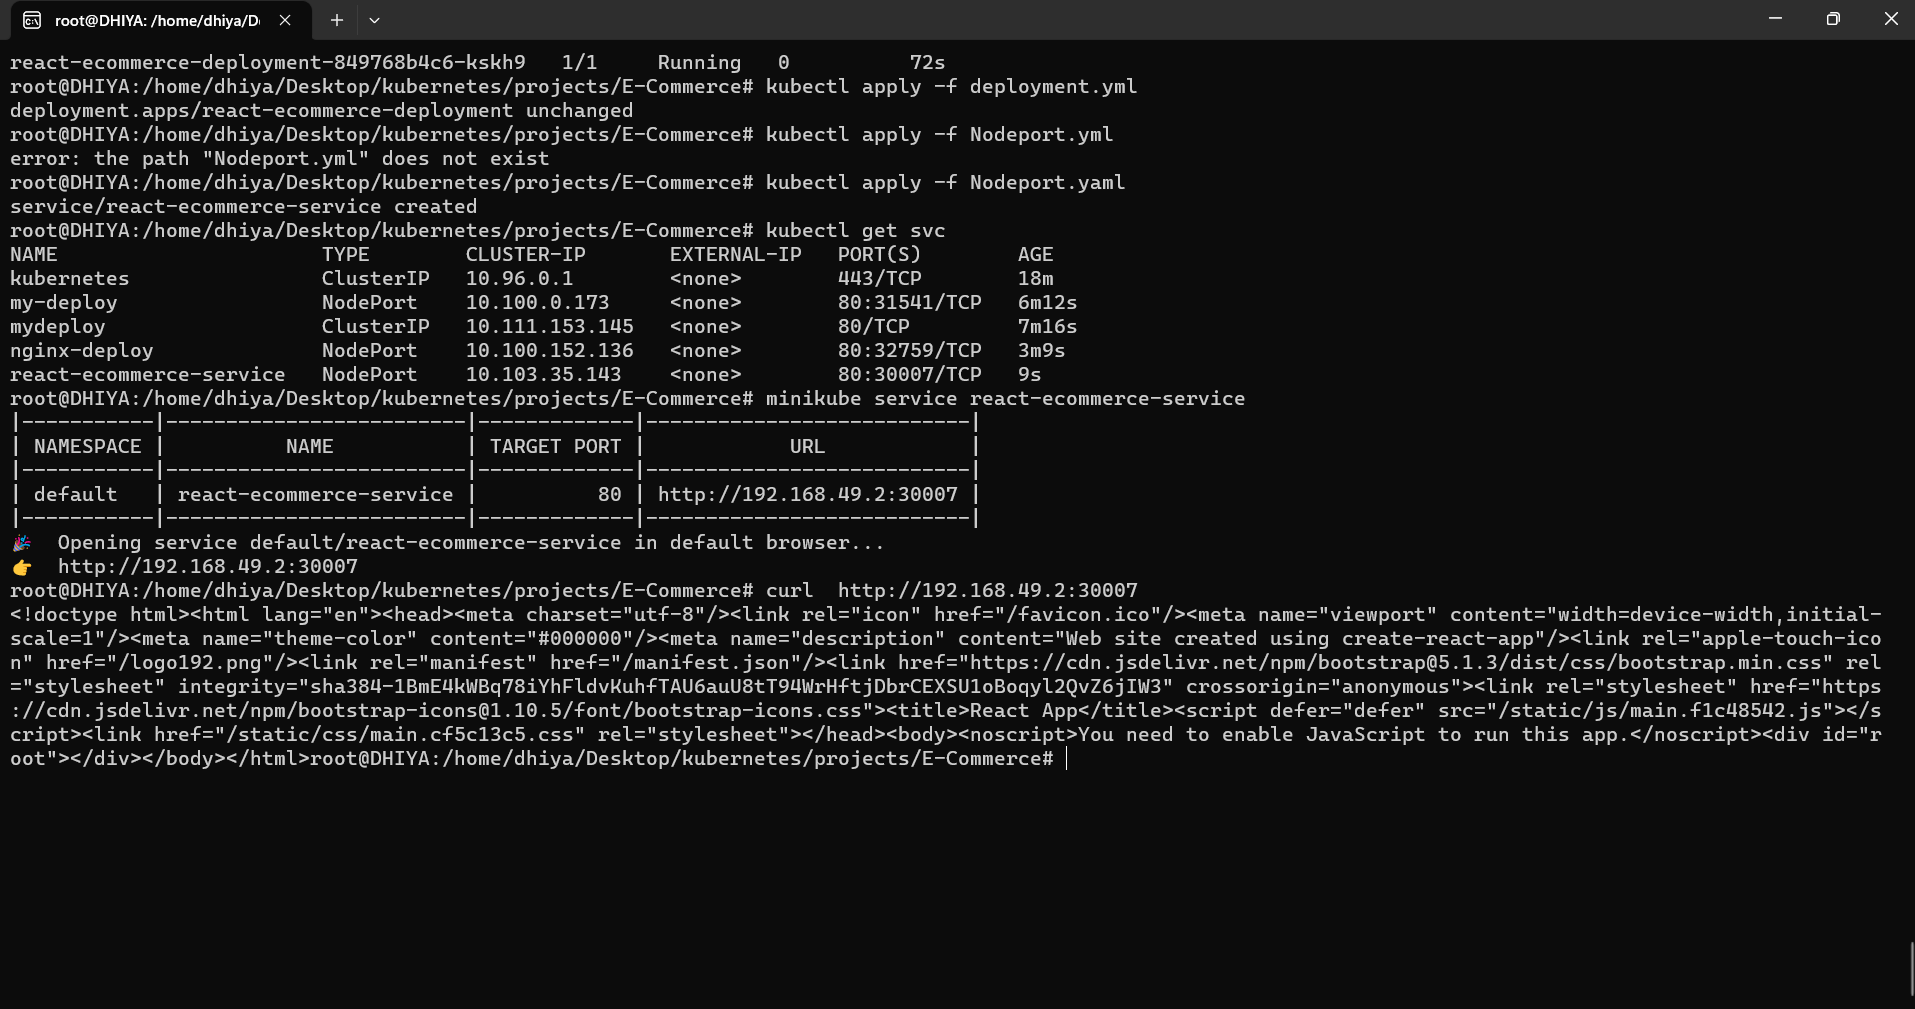 root@DHIYA: /home/dhiya/D
react-ecommerce-deployment-849768b4c6-kskh9   1/1     Running   0          72s
root@DHIYA:/home/dhiya/Desktop/kubernetes/projects/E-Commerce# kubectl apply -f deployment.yml
deployment.apps/react-ecommerce-deployment unchanged
root@DHIYA:/home/dhiya/Desktop/kubernetes/projects/E-Commerce# kubectl apply -f Nodeport.yml
error: the path "Nodeport.yml" does not exist
root@DHIYA:/home/dhiya/Desktop/kubernetes/projects/E-Commerce# kubectl apply -f Nodeport.yaml
service/react-ecommerce-service created
root@DHIYA:/home/dhiya/Desktop/kubernetes/projects/E-Commerce# kubectl get svc
NAME                      TYPE        CLUSTER-IP       EXTERNAL-IP   PORT(S)        AGE
kubernetes                ClusterIP   10.96.0.1        <none>        443/TCP        18m
my-deploy                 NodePort    10.100.0.173     <none>        80:31541/TCP   6m12s
mydeploy                  ClusterIP   10.111.153.145   <none>        80/TCP         7m16s
nginx-deploy              NodePort    10.100.152.136   <none>        80:32759/TCP   3m9s
react-ecommerce-service   NodePort    10.103.35.143    <none>        80:30007/TCP   9s
root@DHIYA:/home/dhiya/Desktop/kubernetes/projects/E-Commerce# minikube service react-ecommerce-service
|-----------|-------------------------|-------------|---------------------------|
| NAMESPACE |          NAME           | TARGET PORT |            URL            |
|-----------|-------------------------|-------------|---------------------------|
| default   | react-ecommerce-service |          80 | http://192.168.49.2:30007 |
|-----------|-------------------------|-------------|---------------------------|
🎉  Opening service default/react-ecommerce-service in default browser...
👉  http://192.168.49.2:30007
root@DHIYA:/home/dhiya/Desktop/kubernetes/projects/E-Commerce# curl  http://192.168.49.2:30007
<!doctype html><html lang="en"><head><meta charset="utf-8"/><link rel="icon" href="/favicon.ico"/><meta name="viewport" content="width=device-width,initial-
scale=1"/><meta name="theme-color" content="#000000"/><meta name="description" content="Web site created using create-react-app"/><link rel="apple-touch-ico
n" href="/logo192.png"/><link rel="manifest" href="/manifest.json"/><link href="https://cdn.jsdelivr.net/npm/bootstrap@5.1.3/dist/css/bootstrap.min.css" rel
="stylesheet" integrity="sha384-1BmE4kWBq78iYhFldvKuhfTAU6auU8tT94WrHftjDbrCEXSU1oBoqyl2QvZ6jIW3" crossorigin="anonymous"><link rel="stylesheet" href="https
://cdn.jsdelivr.net/npm/bootstrap-icons@1.10.5/font/bootstrap-icons.css"><title>React App</title><script defer="defer" src="/static/js/main.f1c48542.js"></s
cript><link href="/static/css/main.cf5c13c5.css" rel="stylesheet"></head><body><noscript>You need to enable JavaScript to run this app.</noscript><div id="r
oot"></div></body></html>root@DHIYA:/home/dhiya/Desktop/kubernetes/projects/E-Commerce#